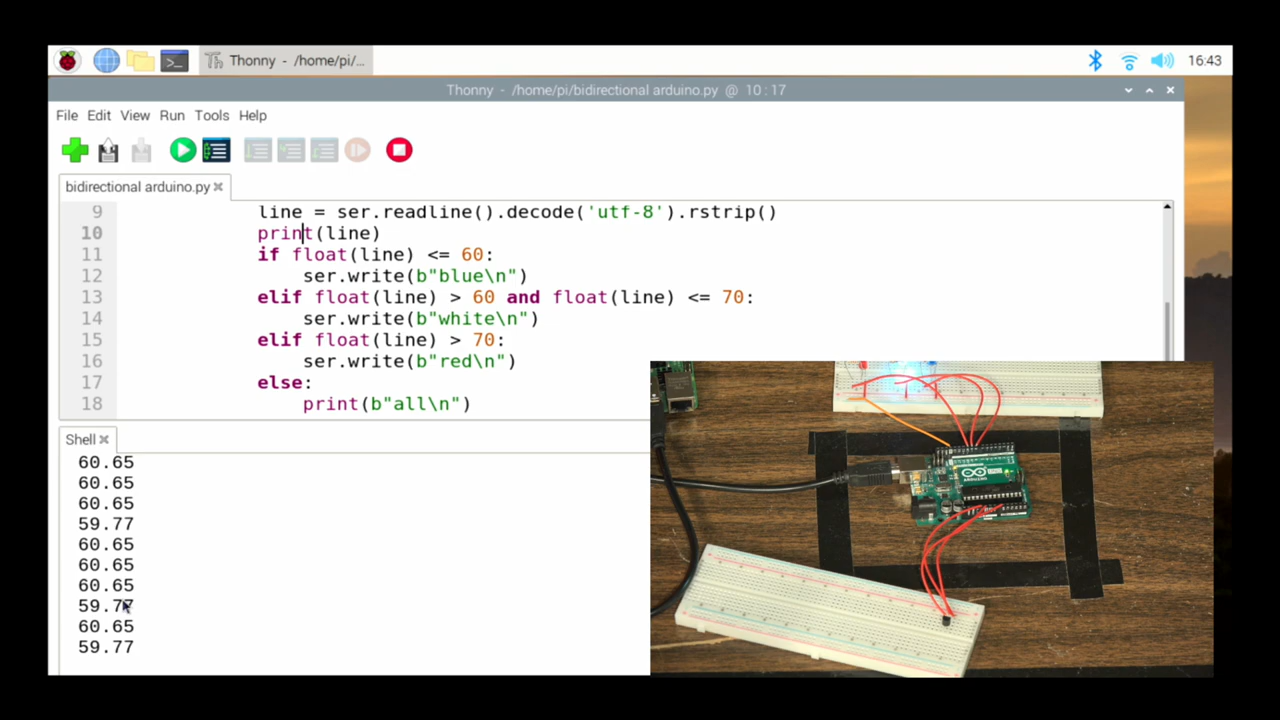 Thonny - /home/pi/...
16:43
Thonny - /home/pi/bidirectional arduino.py @ 10 : 17
File Edit View Run Tools Help
bidirectional arduino.py
9 line = ser.readline().decode('utf-8').rstrip()
10 print(line)
11 if float(line) <= 60:
12 ser.write(b"blue\n")
13 elif float(line) > 60 and float(line) <= 70:
14 ser.write(b"white\n")
15 elif float(line) > 70:
16 ser.write(b"red\n")
17 else:
18 print(b"all\n")
Shell
60.65
60.65
60.65
59.77
60.65
60.65
60.65
59.77
60.65
59.77
ARDUINO